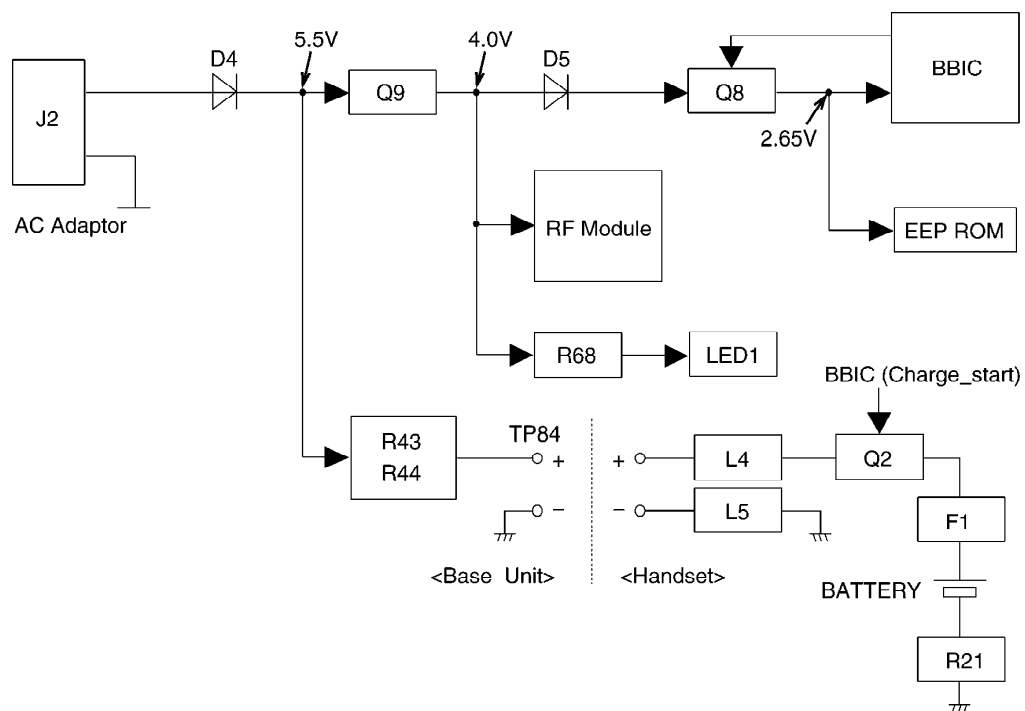 5.5V
4.0V
D4
D5
BBIC
J2
Q9
Q8
2.65V
AC Adaptor
RF Module
EEP ROM
R68
LED1
BBIC (Charge_start)
R43
R44
TP84
+
+
L4
Q2
−
−
L5
F1
<Base Unit>
<Handset>
BATTERY
R21